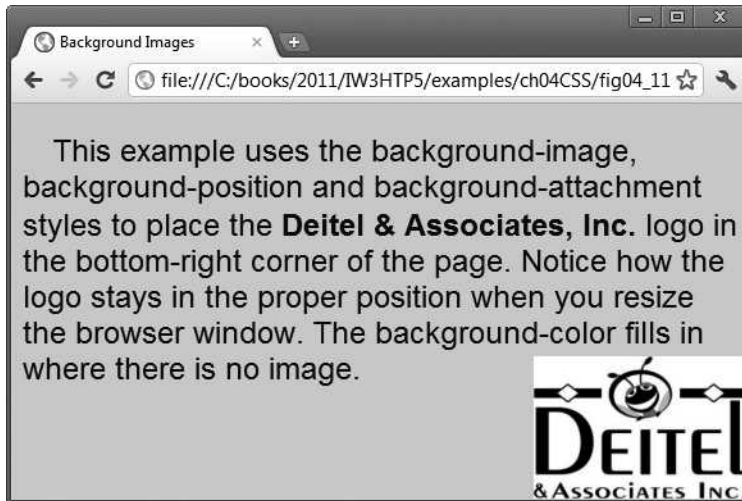 Background Images
file:///C:/books/2011/IW3HTP5/examples/ch04CSS/fig04_11
This example uses the background-image,
background-position and background-attachment
styles to place the Deitel & Associates, Inc. logo in
the bottom-right corner of the page. Notice how the
logo stays in the proper position when you resize
the browser window. The background-color fills in
where there is no image.
DEITEL
& ASSOCIATES INC